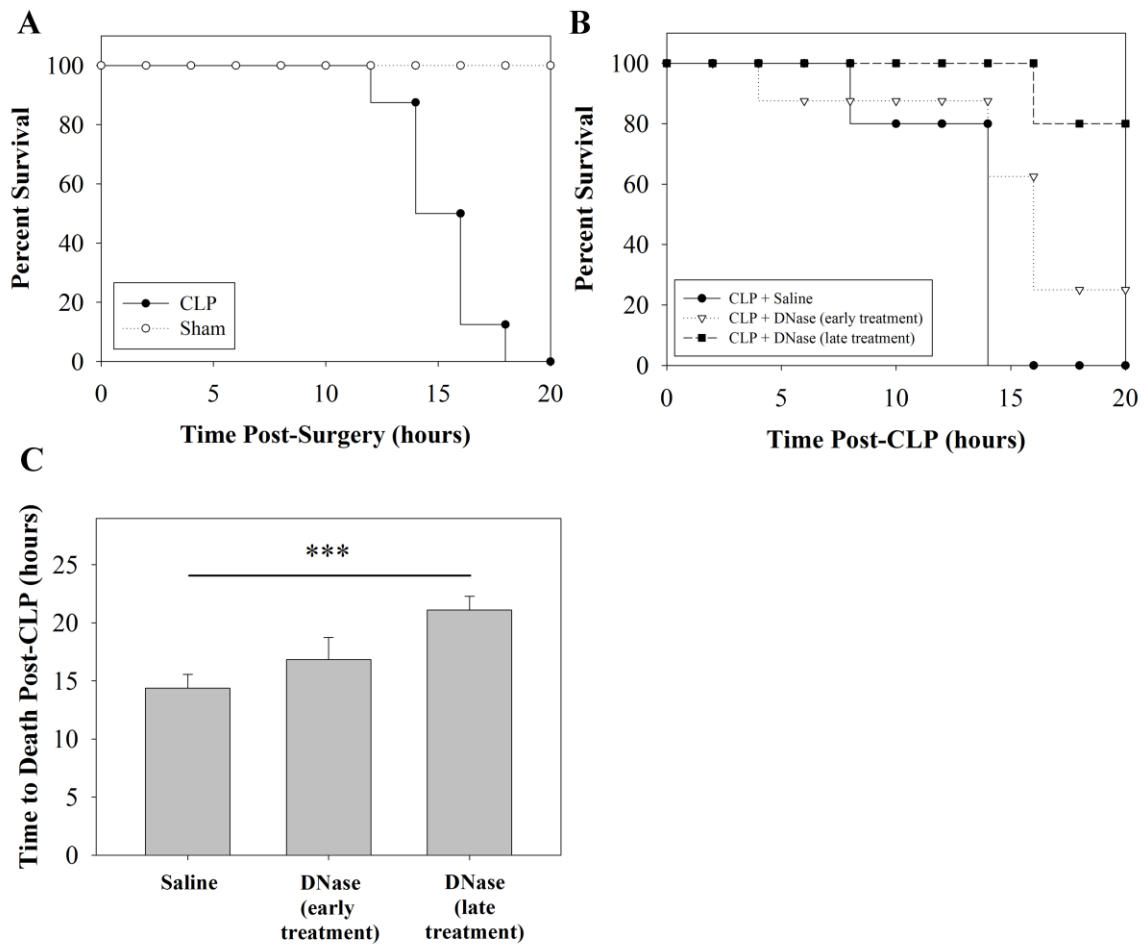 A
100
80
60
40
20
0
Percent Survival
CLP
Sham
0 5 10 15 20
Time Post-Surgery (hours)
B
100
80
60
40
20
0
Percent Survival
CLP + Saline
CLP + DNase (early treatment)
CLP + DNase (late treatment)
0 5 10 15 20
Time Post-CLP (hours)
C
25
20
15
10
5
0
Time to Death Post-CLP (hours)
***
Saline
DNase
(early
treatment)
DNase
(late
treatment)